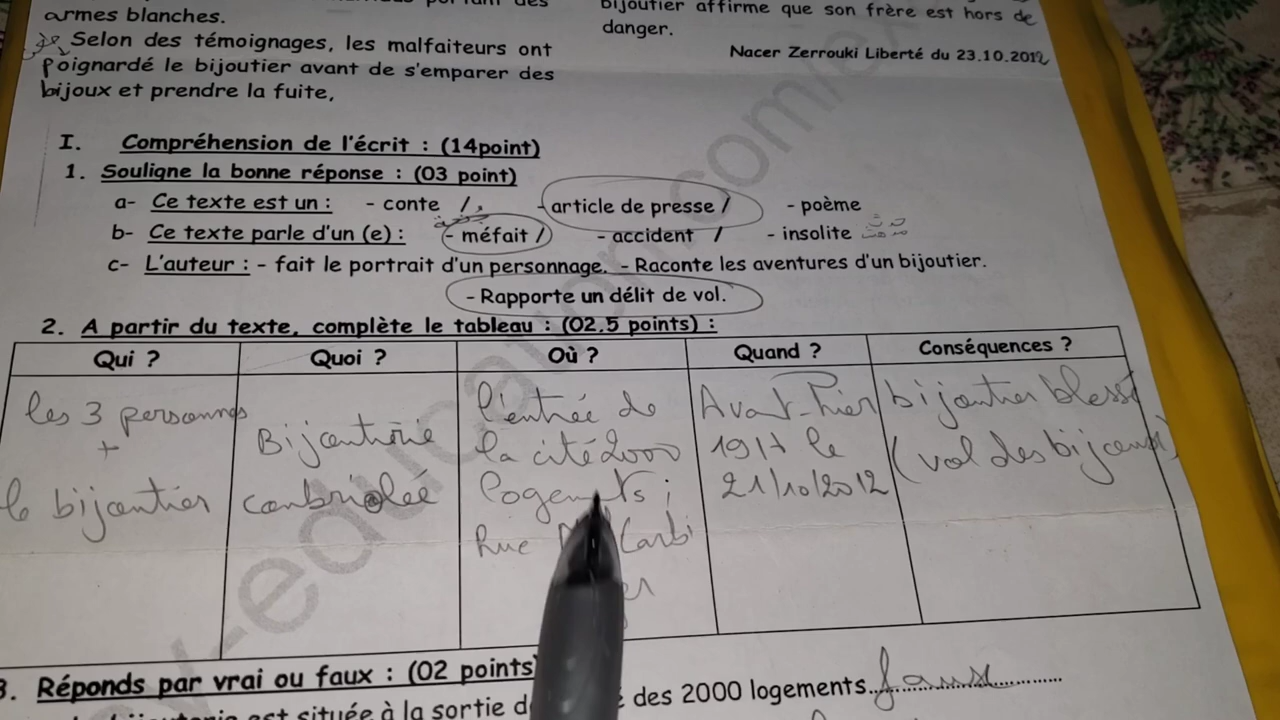 armes blanches.
Selon des témoignages, les malfaiteurs ont
poignardé le bijoutier avant de s'emparer des
bijoux et prendre la fuite,
bijoutier affirme que son frère est hors de
danger.
Nacer Zerrouki Liberté du 23.10.2012
I. Compréhension de l'écrit : (14point)
1. Souligne la bonne réponse : (03 point)
a- Ce texte est un : - conte / - article de presse / - poème
b- Ce texte parle d'un (e) : - méfait / - accident / - insolite
c- L'auteur : - fait le portrait d'un personnage. - Raconte les aventures d'un bijoutier.
- Rapporte un délit de vol.
2. A partir du texte, complète le tableau : (02.5 points) :
Qui ? Quoi ? Où ? Quand ? Conséquences ?
les 3 personnes
+
le bijoutier
Bijouterie
cambriolée
l'entrée de
la cité 2000
logements ;
Rue Larbi
Avant-hier
19H le
21/10/2012
bijoutier blessé
(vol des bijoux)
3. Réponds par vrai ou faux : (02 points)
est située à la sortie des 2000 logements faux